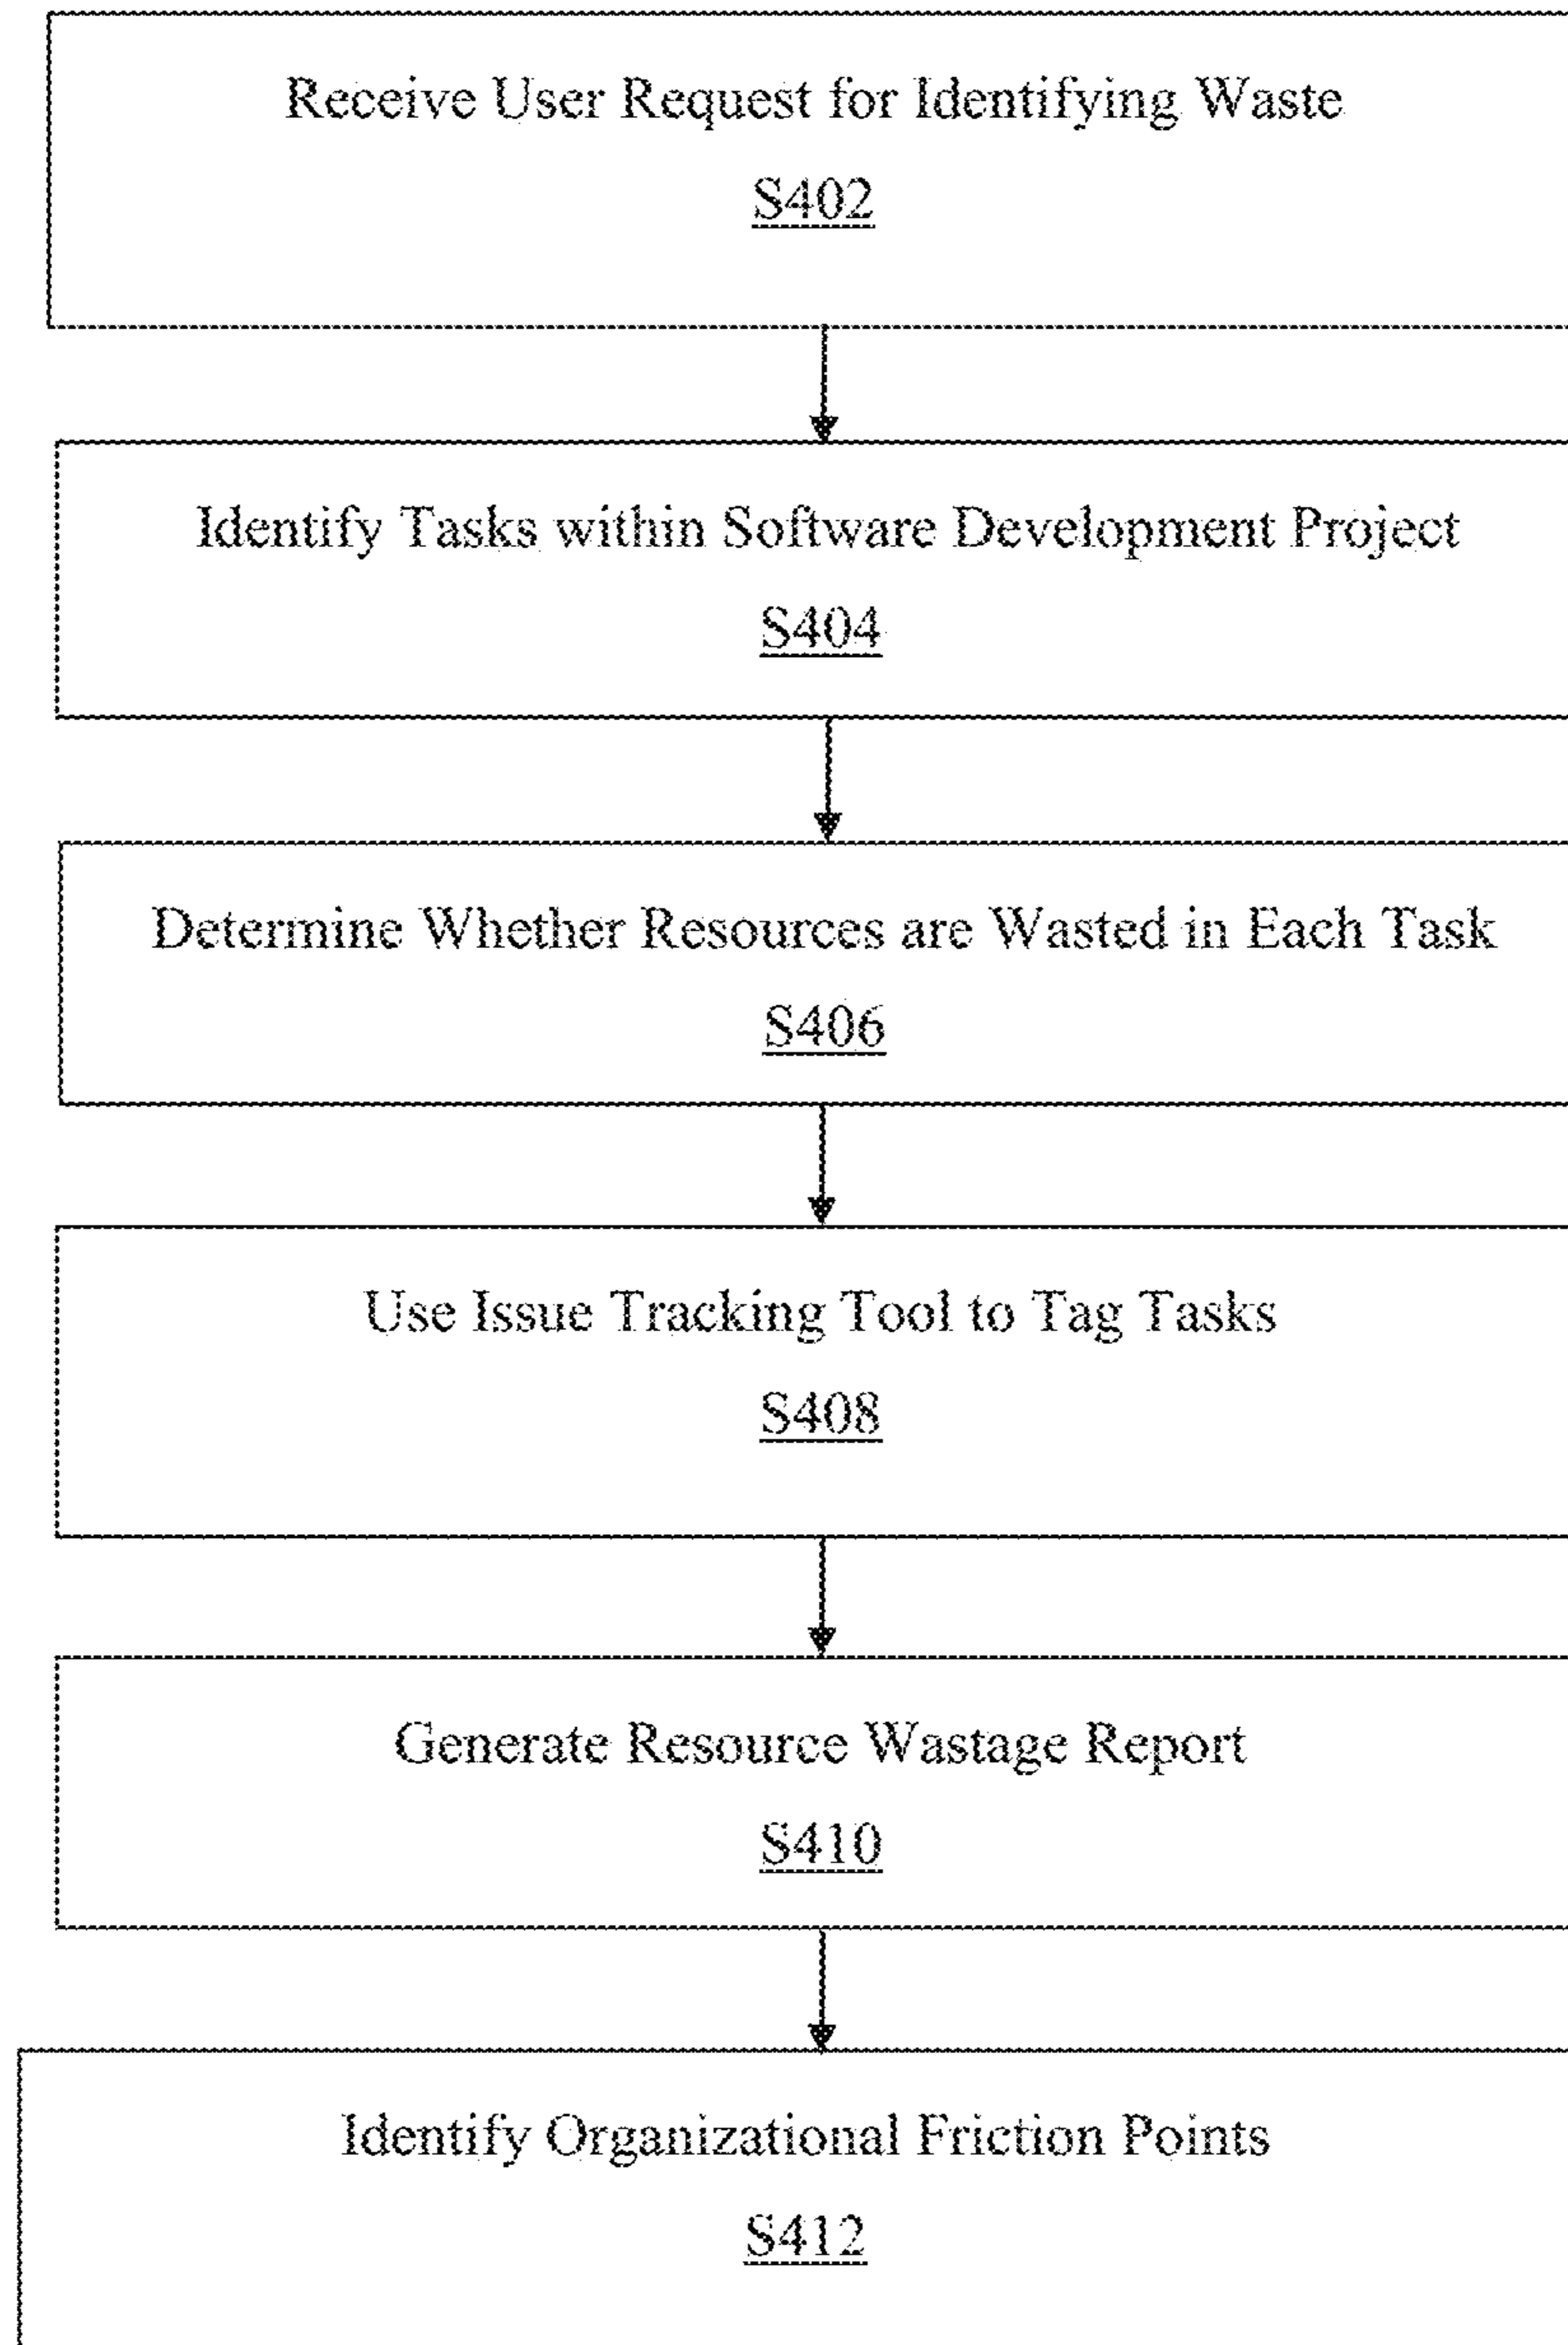 Receive User Request for Identifying Waste
S402
Identify Tasks within Software Development Project
S404
Determine Whether Resources are Wasted in Each Task
S406
Use Issue Tracking Tool to Tag Tasks
S408
Generate Resource Wastage Report
S410
Identify Organizational Friction Points
S412